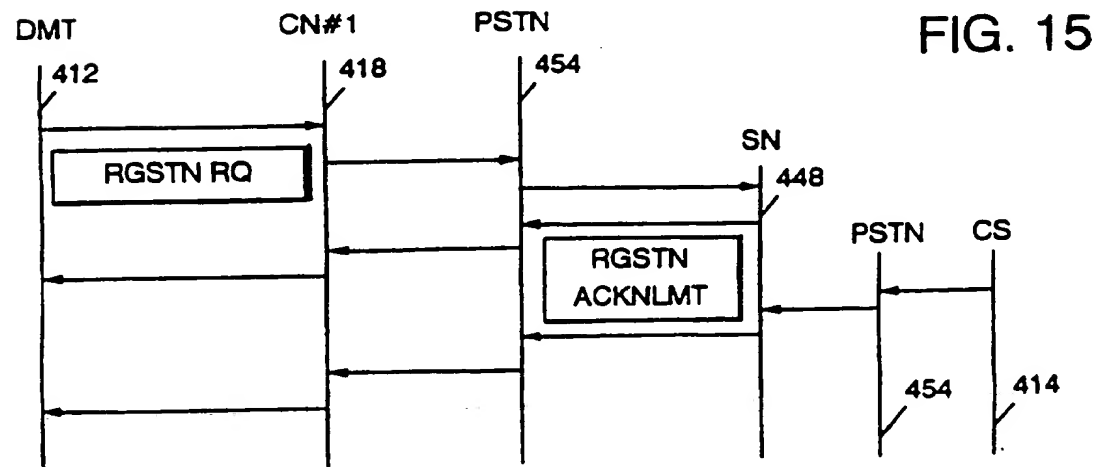 FIG. 15
DMT
CN#1
PSTN
412
418
454
SN
RGSTN RQ
448
PSTN
CS
RGSTN
ACKNLMT
454
414